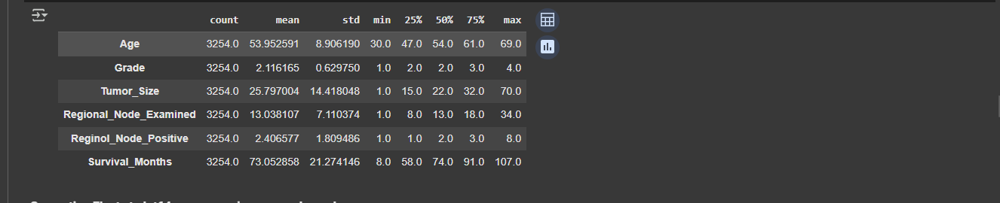 count mean std min 25% 50% 75% max
Age 3254.0 53.952591 8.906190 30.0 47.0 54.0 61.0 69.0
Grade 3254.0 2.116165 0.629750 1.0 2.0 2.0 3.0 4.0
Tumor_Size 3254.0 25.797004 14.418048 1.0 15.0 22.0 32.0 70.0
Regional_Node_Examined 3254.0 13.038107 7.110374 1.0 8.0 13.0 18.0 34.0
Reginol_Node_Positive 3254.0 2.406577 1.809486 1.0 1.0 2.0 3.0 8.0
Survival_Months 3254.0 73.052858 21.274146 8.0 58.0 74.0 91.0 107.0